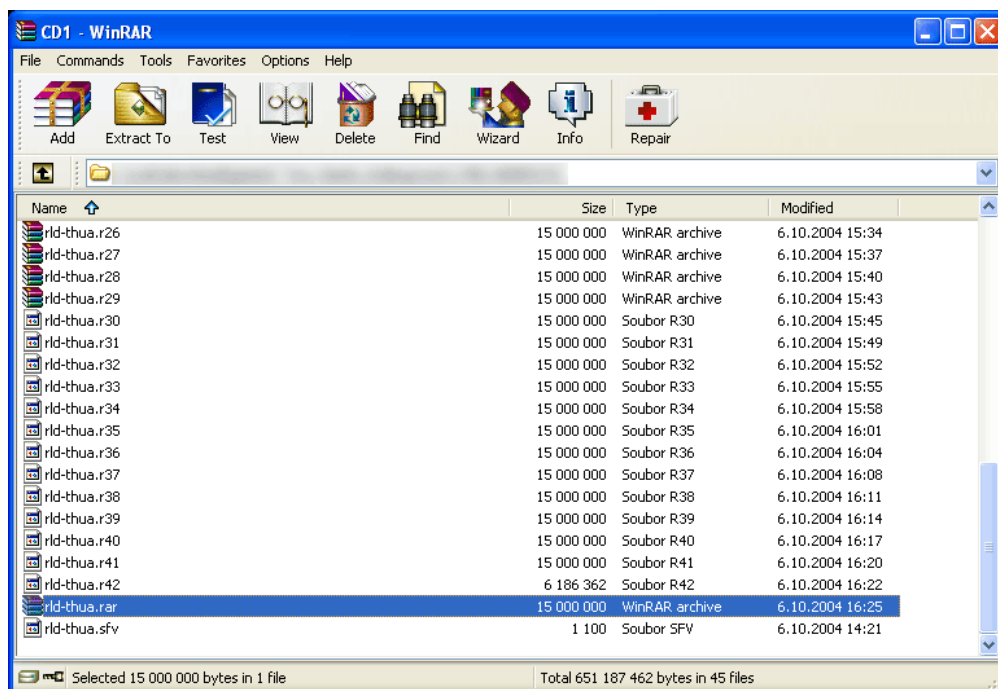 CD1 - WinRAR
File Commands Tools Favorites Options Help
Add Extract To Test View Delete Find Wizard Info Repair
Name Size Type Modified
rld-thua.r26 15 000 000 WinRAR archive 6.10.2004 15:34
rld-thua.r27 15 000 000 WinRAR archive 6.10.2004 15:37
rld-thua.r28 15 000 000 WinRAR archive 6.10.2004 15:40
rld-thua.r29 15 000 000 WinRAR archive 6.10.2004 15:43
rld-thua.r30 15 000 000 Soubor R30 6.10.2004 15:45
rld-thua.r31 15 000 000 Soubor R31 6.10.2004 15:49
rld-thua.r32 15 000 000 Soubor R32 6.10.2004 15:52
rld-thua.r33 15 000 000 Soubor R33 6.10.2004 15:55
rld-thua.r34 15 000 000 Soubor R34 6.10.2004 15:58
rld-thua.r35 15 000 000 Soubor R35 6.10.2004 16:01
rld-thua.r36 15 000 000 Soubor R36 6.10.2004 16:04
rld-thua.r37 15 000 000 Soubor R37 6.10.2004 16:08
rld-thua.r38 15 000 000 Soubor R38 6.10.2004 16:11
rld-thua.r39 15 000 000 Soubor R39 6.10.2004 16:14
rld-thua.r40 15 000 000 Soubor R40 6.10.2004 16:17
rld-thua.r41 15 000 000 Soubor R41 6.10.2004 16:20
rld-thua.r42 6 186 362 Soubor R42 6.10.2004 16:22
rld-thua.rar 15 000 000 WinRAR archive 6.10.2004 16:25
rld-thua.sfv 1 100 Soubor SFV 6.10.2004 14:21
Selected 15 000 000 bytes in 1 file Total 651 187 462 bytes in 45 files